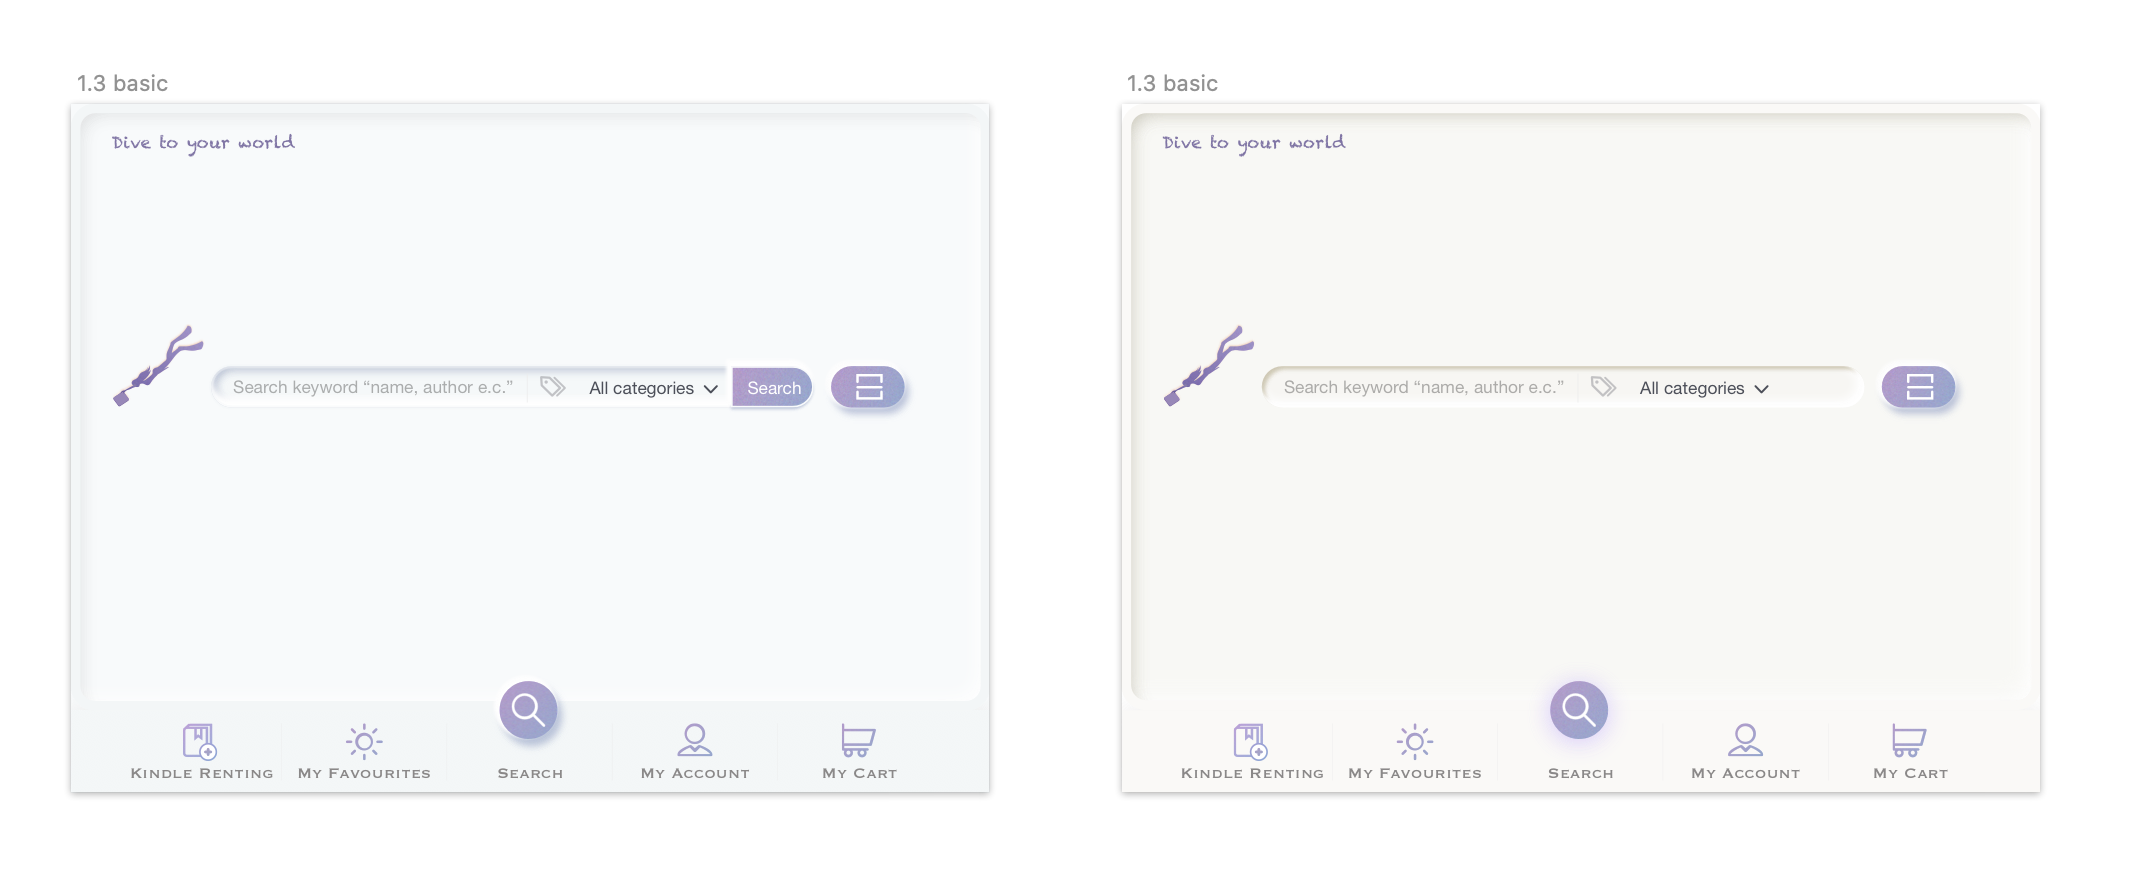 1.3 basic
Dive to your world
Search keyword “name, author e.c.” All categories Search
Kindle Renting My Favourites Search My Account My Cart
1.3 basic
Dive to your world
Search keyword “name, author e.c.” All categories
Kindle Renting My Favourites Search My Account My Cart